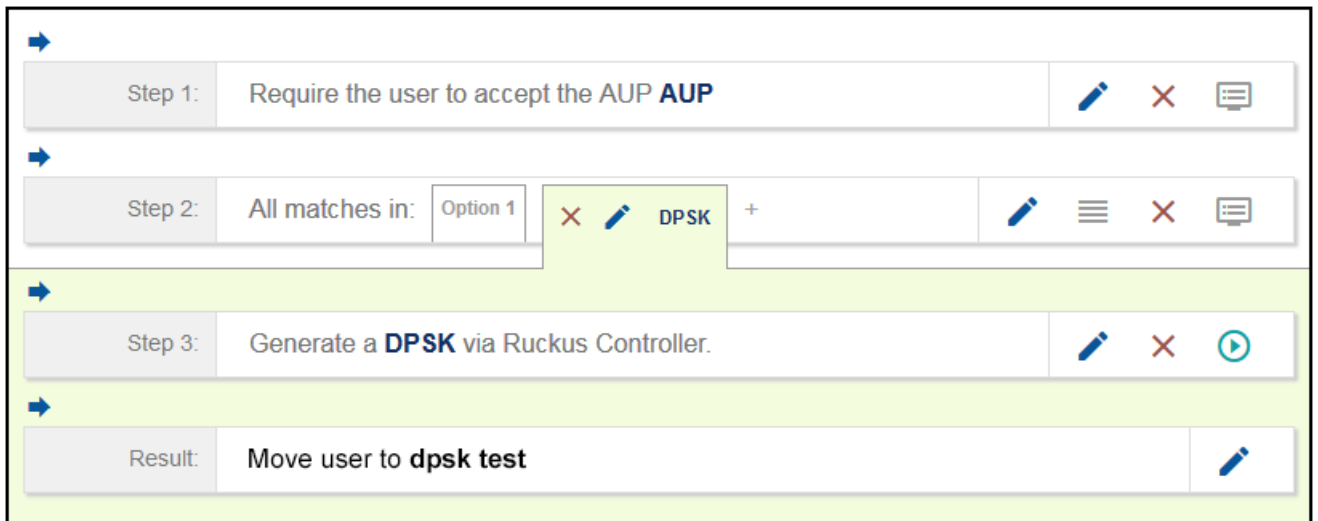 Step 1: Require the user to accept the AUP AUP
Step 2: All matches in: Option 1 DPSK +
Step 3: Generate a DPSK via Ruckus Controller.
Result: Move user to dpsk test